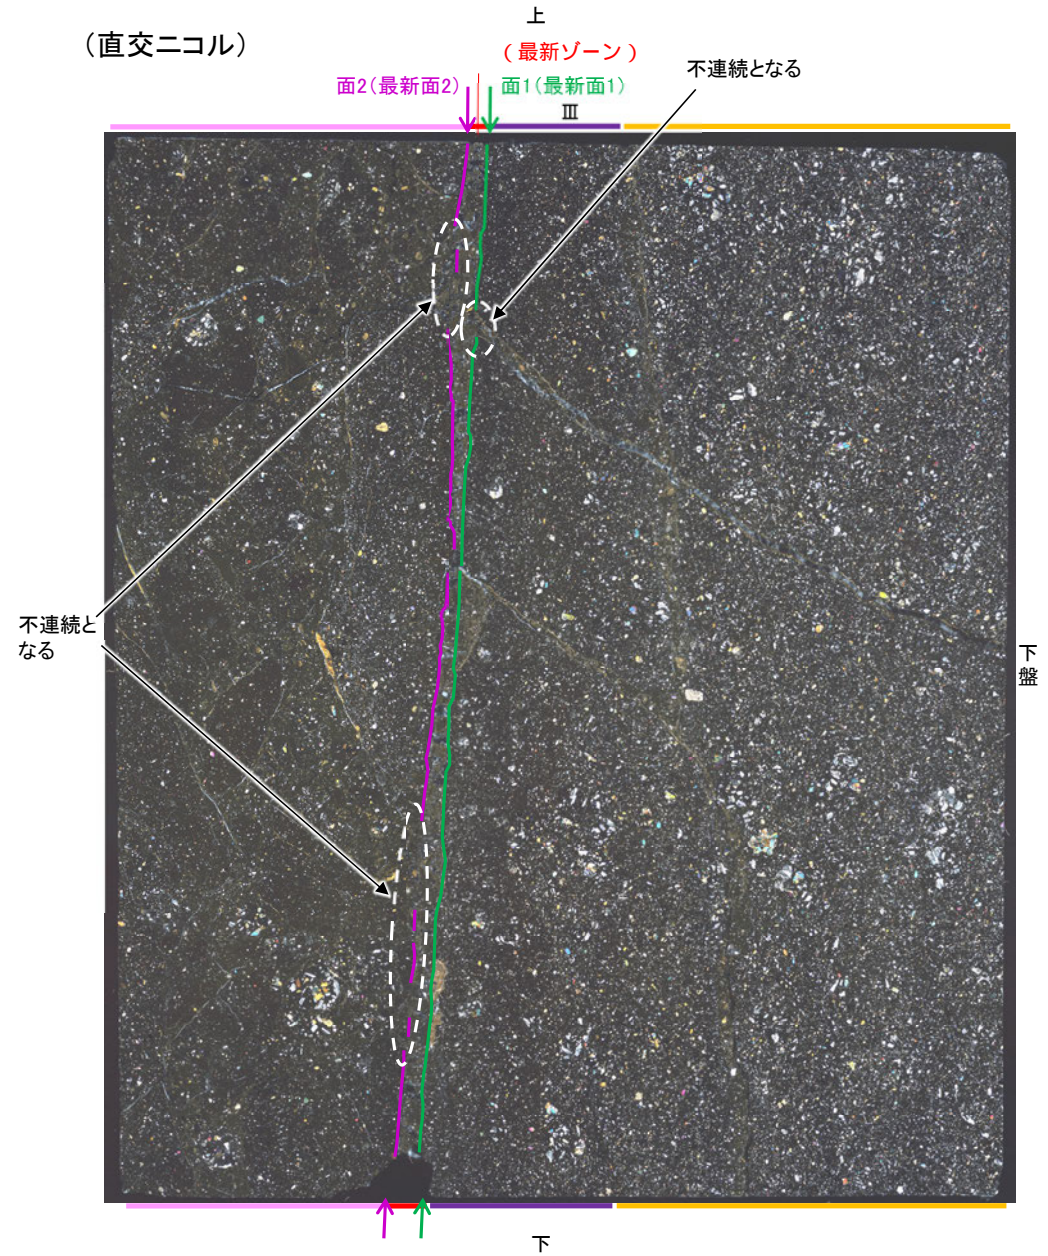 上
(直交ニコル)
(最新ゾーン)
不連続となる
面2(最新面2)
面1(最新面1)
Ⅲ
不連続と
なる
下
盤
下